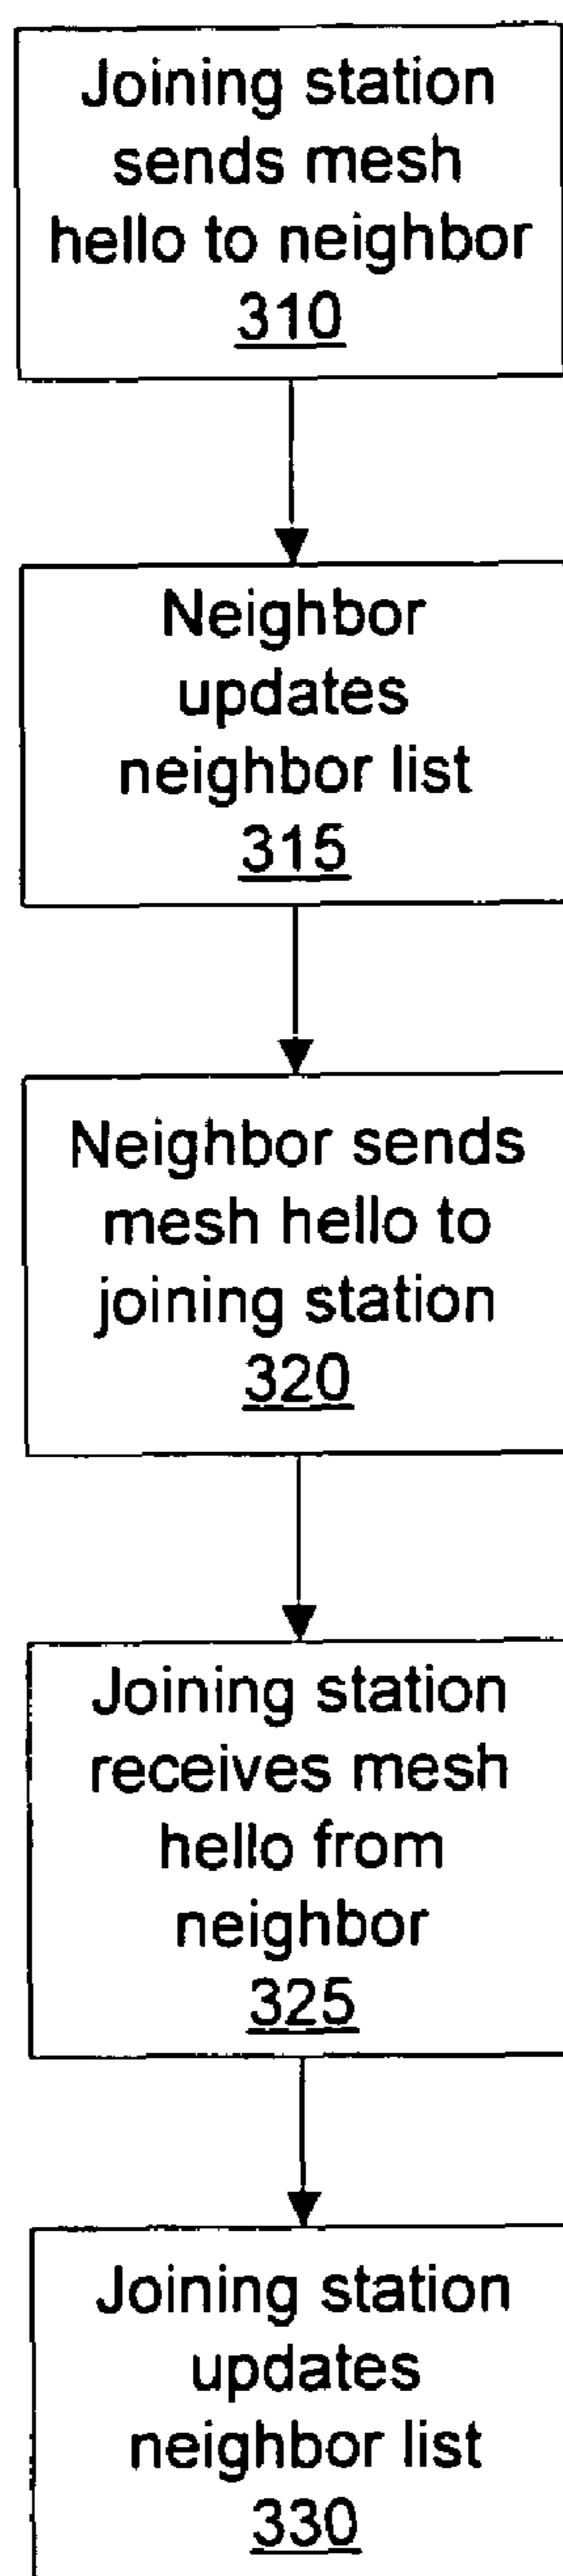 Joining station
sends mesh
hello to neighbor
310
Neighbor
updates
neighbor list
315
Neighbor sends
mesh hello to
joining station
320
Joining station
receives mesh
hello from
neighbor
325
Joining station
updates
neighbor list
330